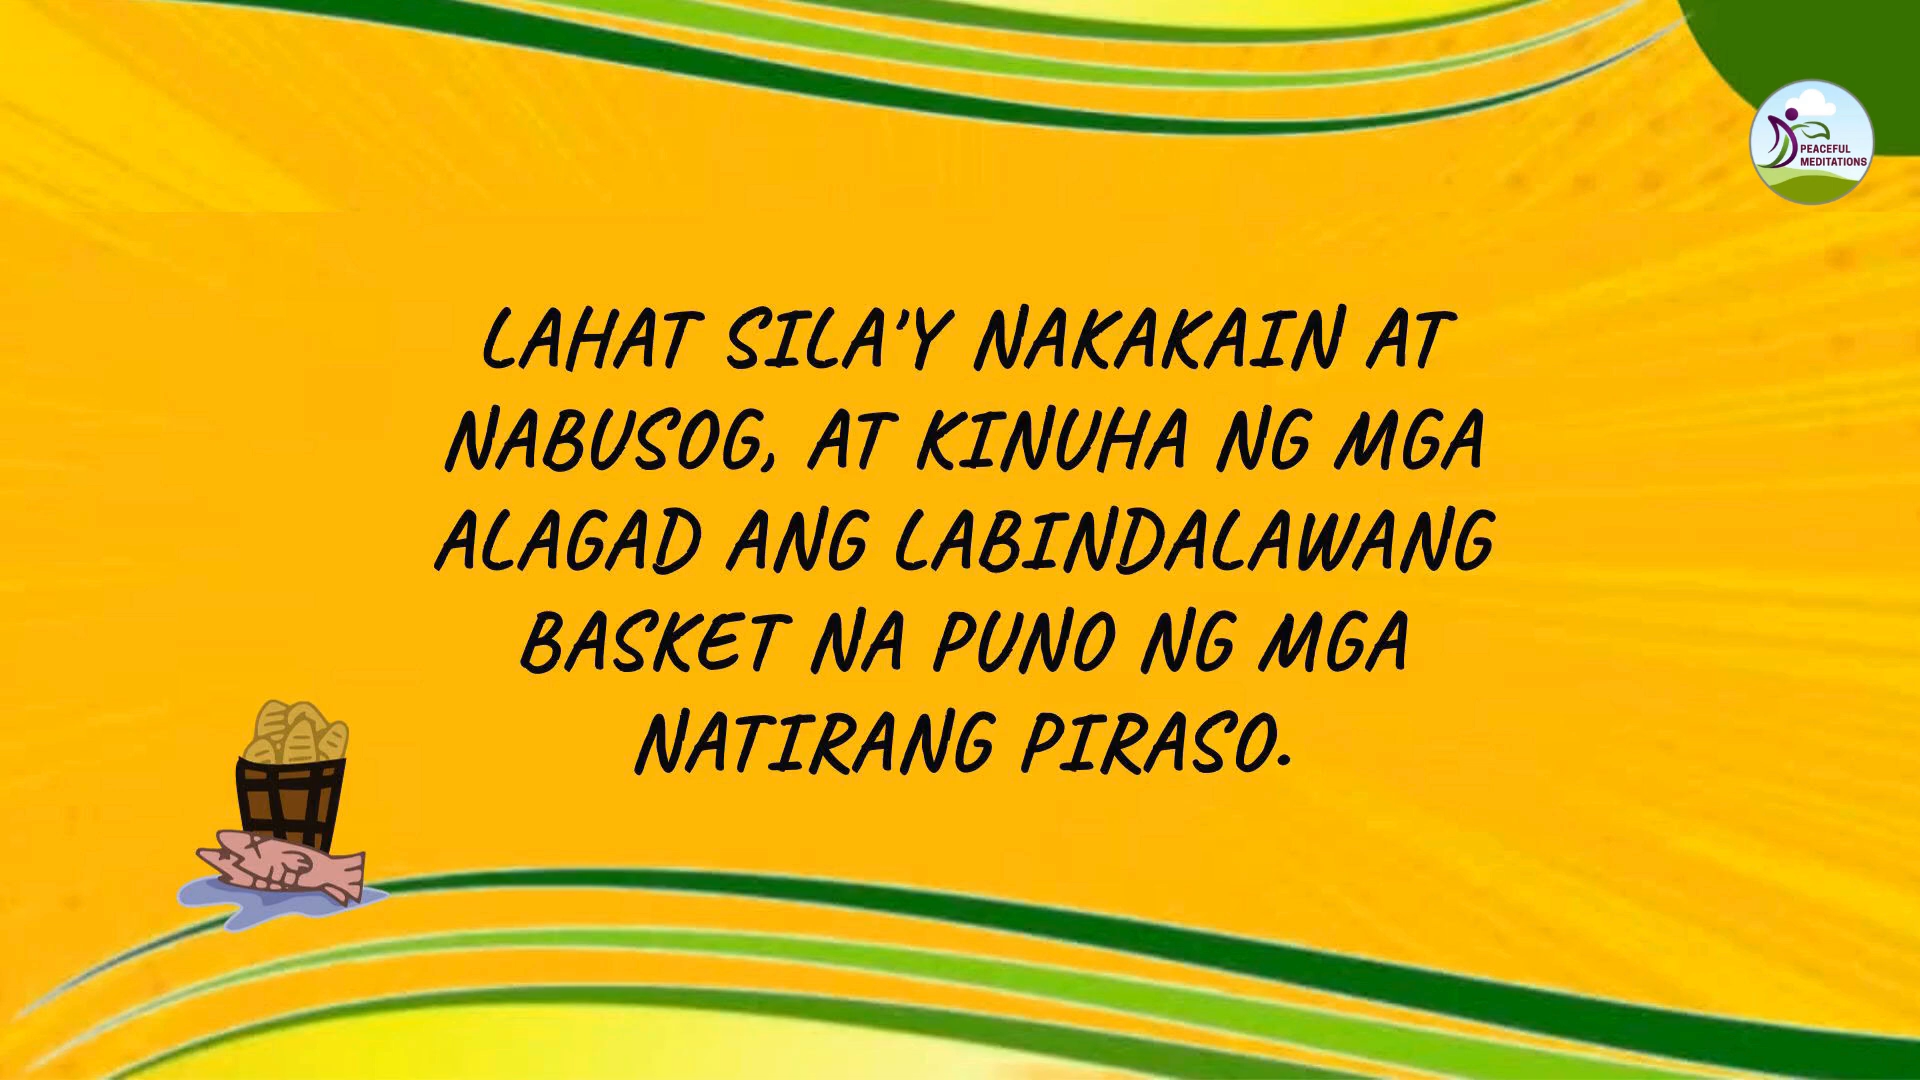 PEACEFUL
MEDITATIONS
LAHAT SILA'Y NAKAKAIN AT
NABUSOG, AT KINUHA NG MGA
ALAGAD ANG LABINDALAWANG
BASKET NA PUNO NG MGA
NATIRANG PIRASO.